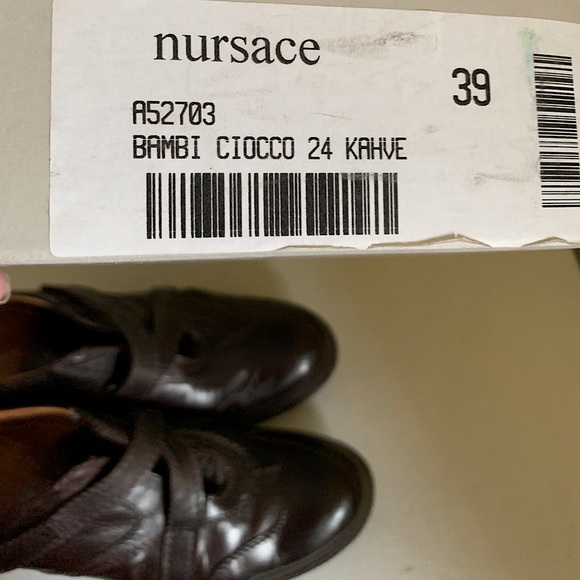 nursace
39
A52703
BAMBI CIOCCO 24 KAHVE